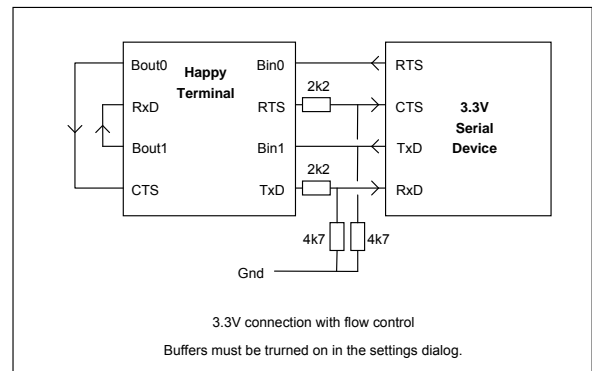 Bout0
Happy
Terminal
Bin0
RTS
2k2
RxD
RTS
CTS
3.3V
Serial
Device
Bout1
Bin1
TxD
2k2
CTS
TxD
RxD
4k7
4k7
Gnd
3.3V connection with flow control
Buffers must be trurned on in the settings dialog.